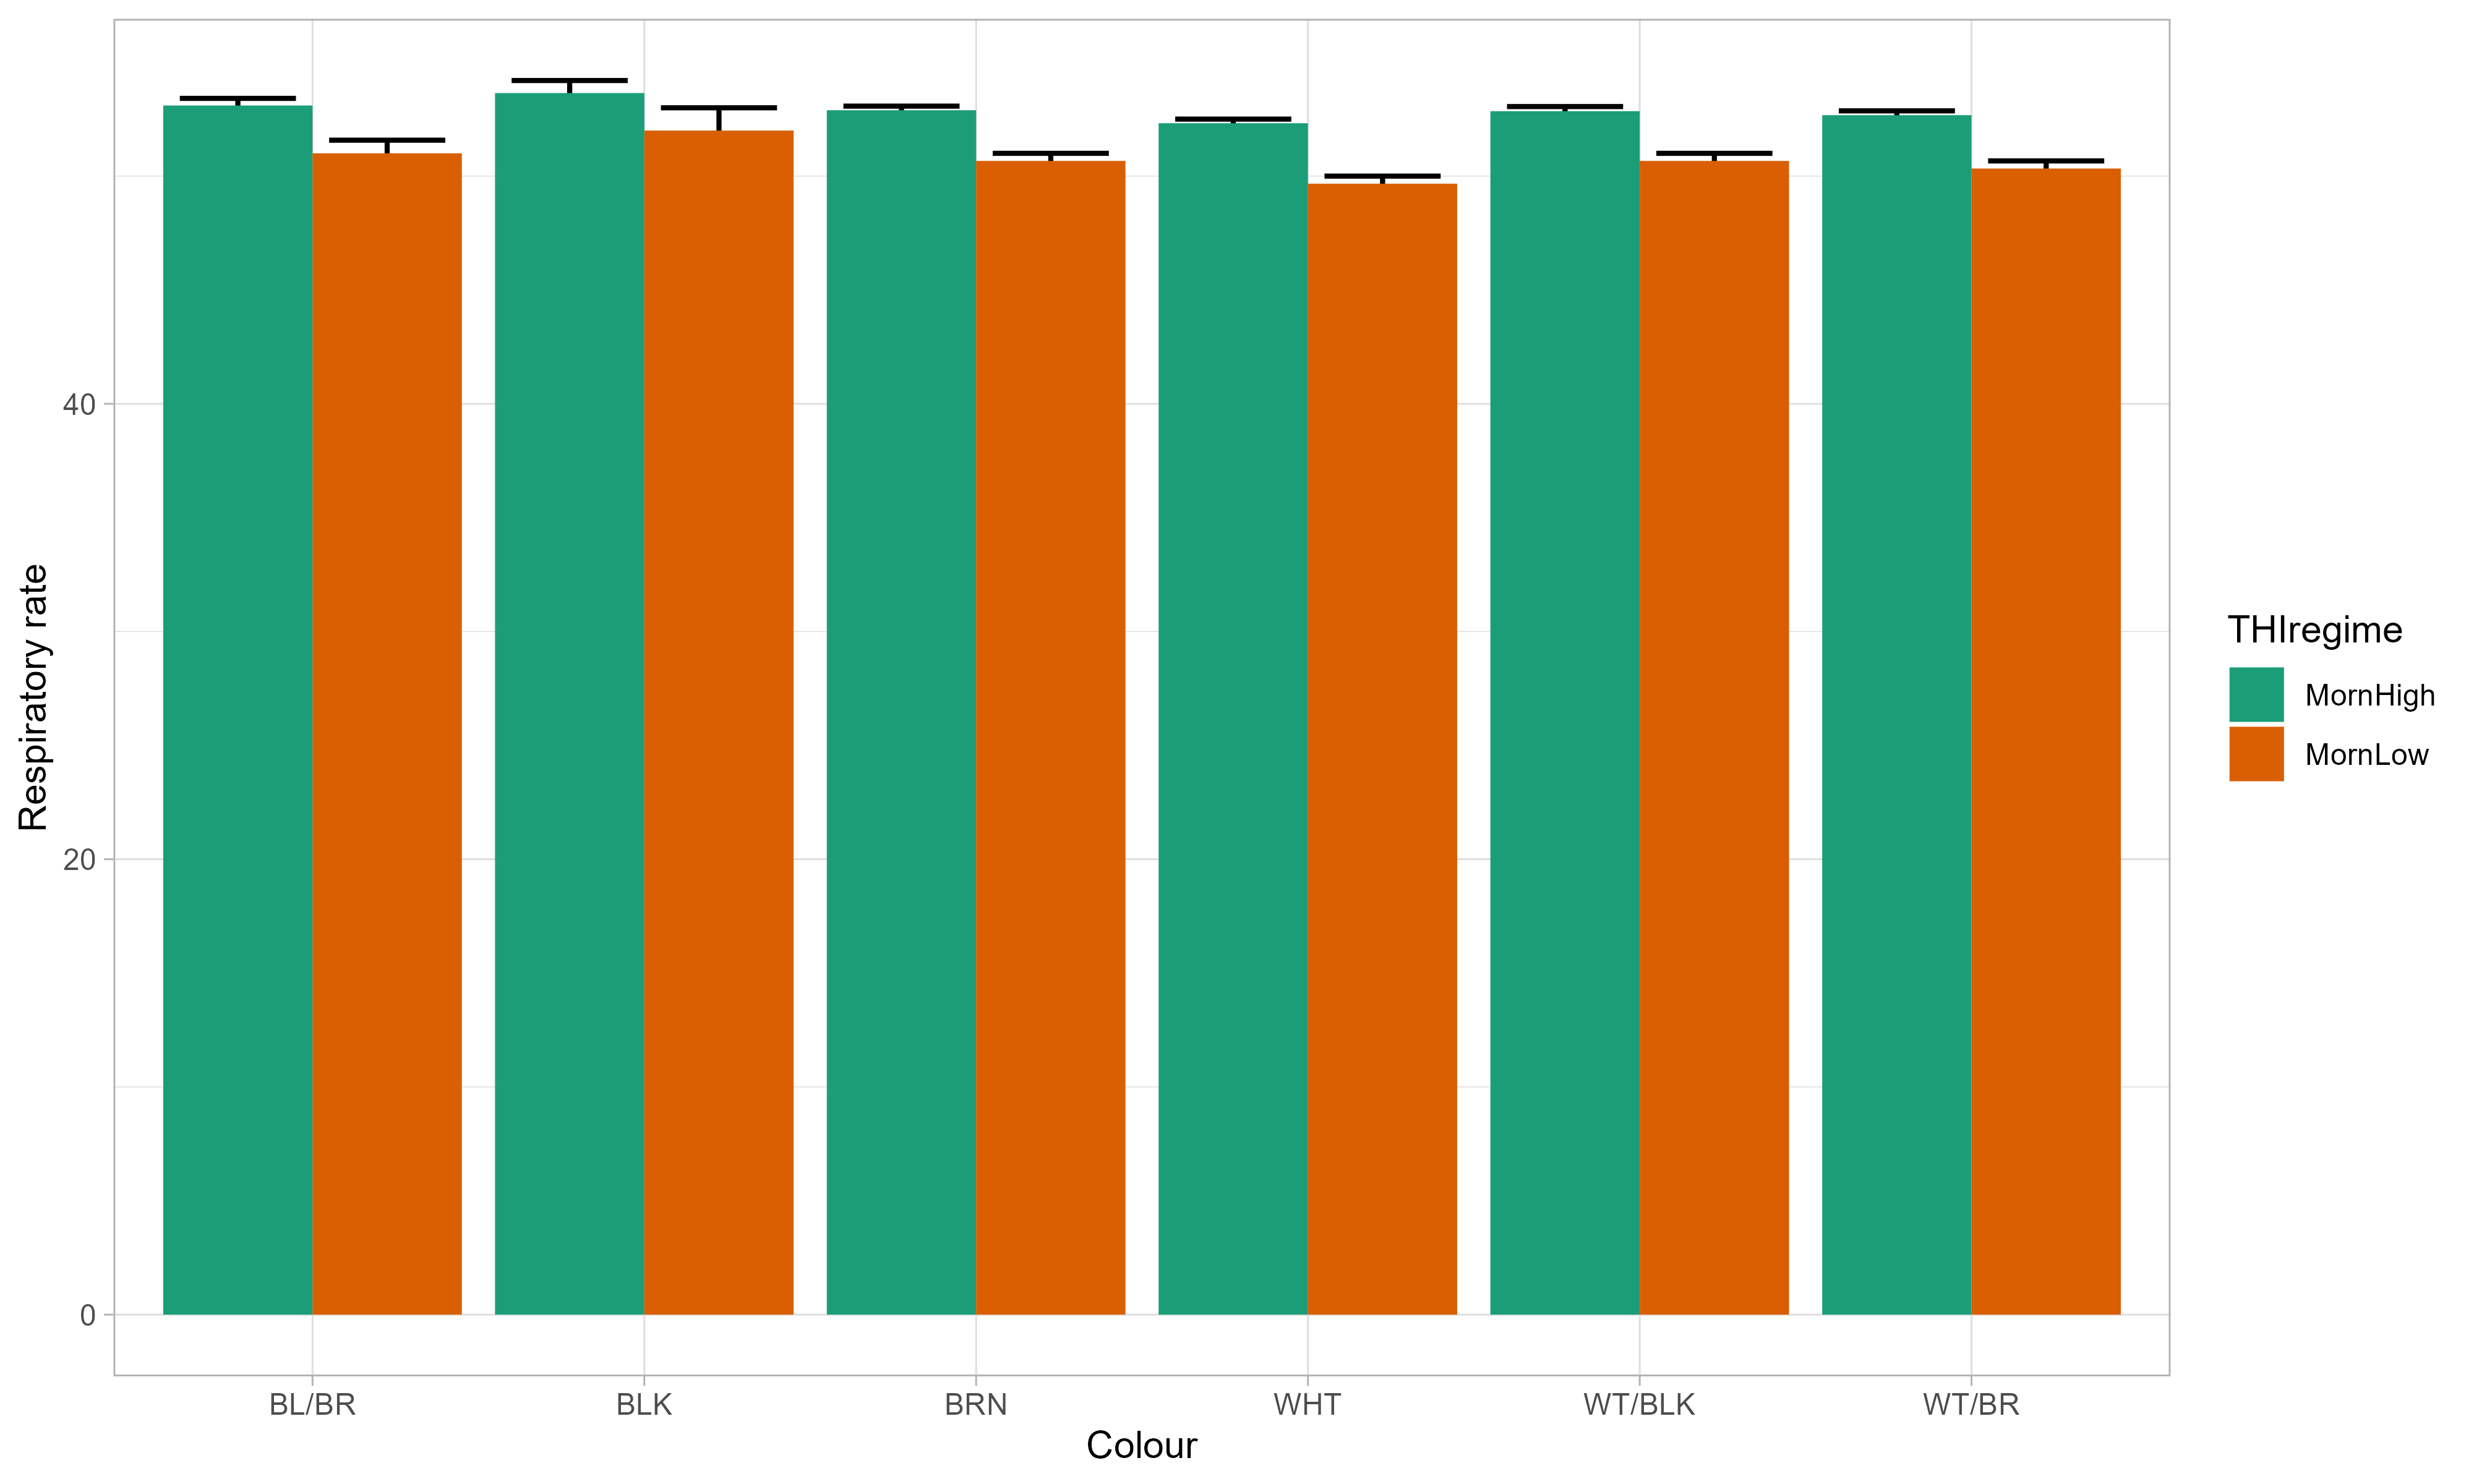 Respiratory rate
40
20
0
BL/BR BLK BRN WHT WT/BLK WT/BR
Colour
THIregime
MornHigh
MornLow